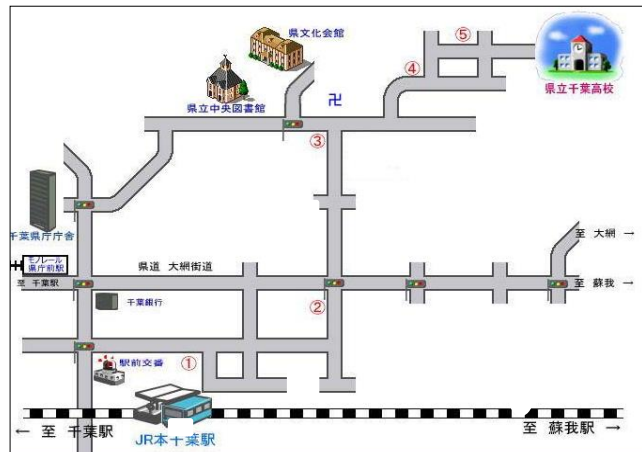 県文化会館
⑤
④
県立千葉高校
県立中央図書館
卍
③
千葉県庁庁舎
モノレール
県庁前駅
至 千葉駅
県道 大網街道
至 大網 →
至 蘇我 →
千葉銀行
②
駅前交番
①
← 至 千葉駅
JR本千葉駅
至 蘇我駅 →